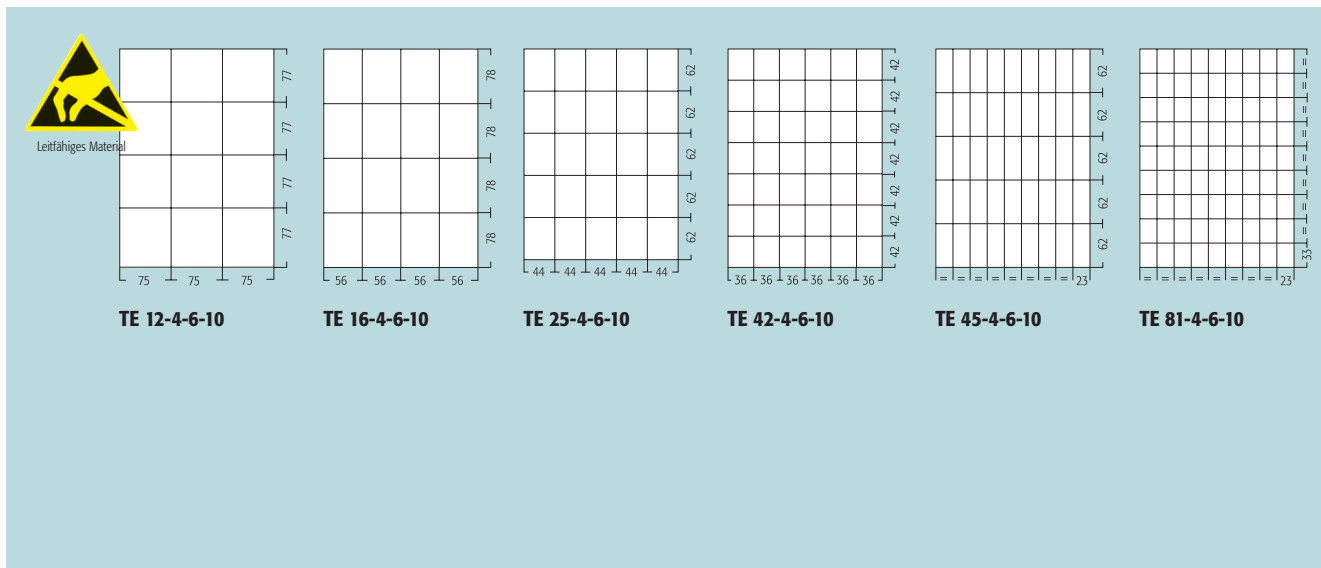 Leitfähiges Material
77
77
77
77
75 75 75
TE 12-4-6-10
78
78
78
78
56 56 56 56
TE 16-4-6-10
62
62
62
62
62
44 44 44 44 44
TE 25-4-6-10
42
42
42
42
42
42
42
36 36 36 36 36 36
TE 42-4-6-10
62
62
62
62
62
= = = = = = = = 23
TE 45-4-6-10
=
=
=
=
=
=
=
=
33
= = = = = = = = 23
TE 81-4-6-10